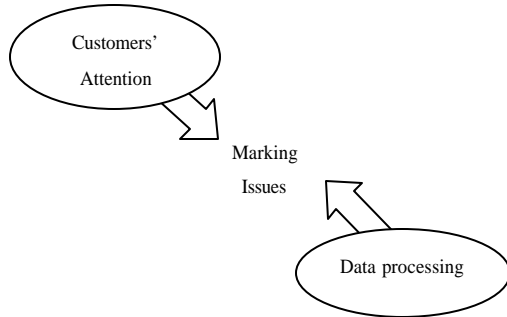 Customers’
Attention
Marking
Issues
Data processing